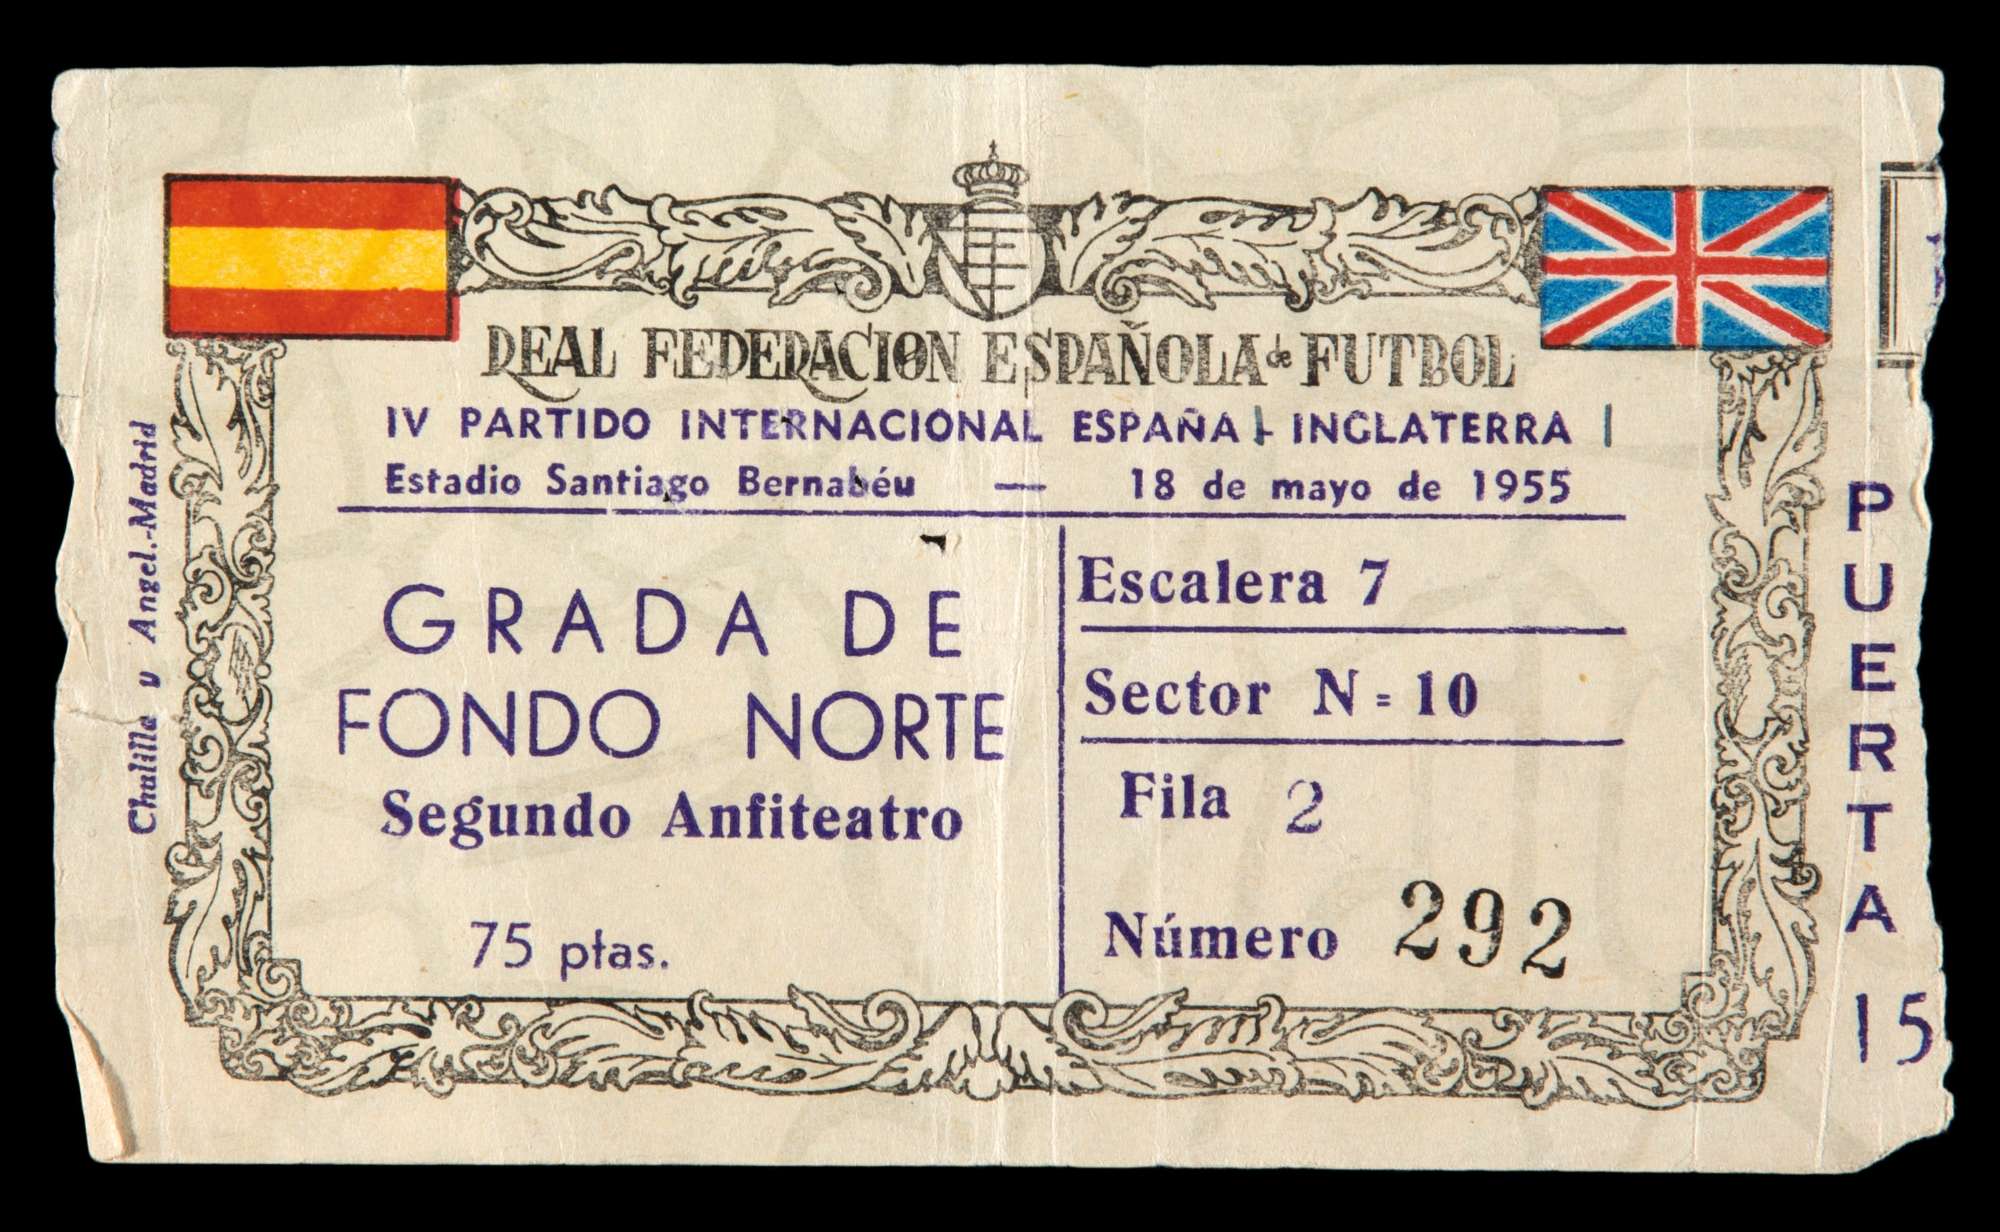 REAL FEDERACION ESPAÑOLA de FUTBOL
IV PARTIDO INTERNACIONAL ESPAÑA - INGLATERRA
Estadio Santiago Bernabéu — 18 de mayo de 1955
GRADA DE
FONDO NORTE
Segundo Anfiteatro
75 ptas.
Escalera 7
Sector N = 10
Fila 2
Número 292
PUERTA 15
Chulilla y Angel.-Madrid